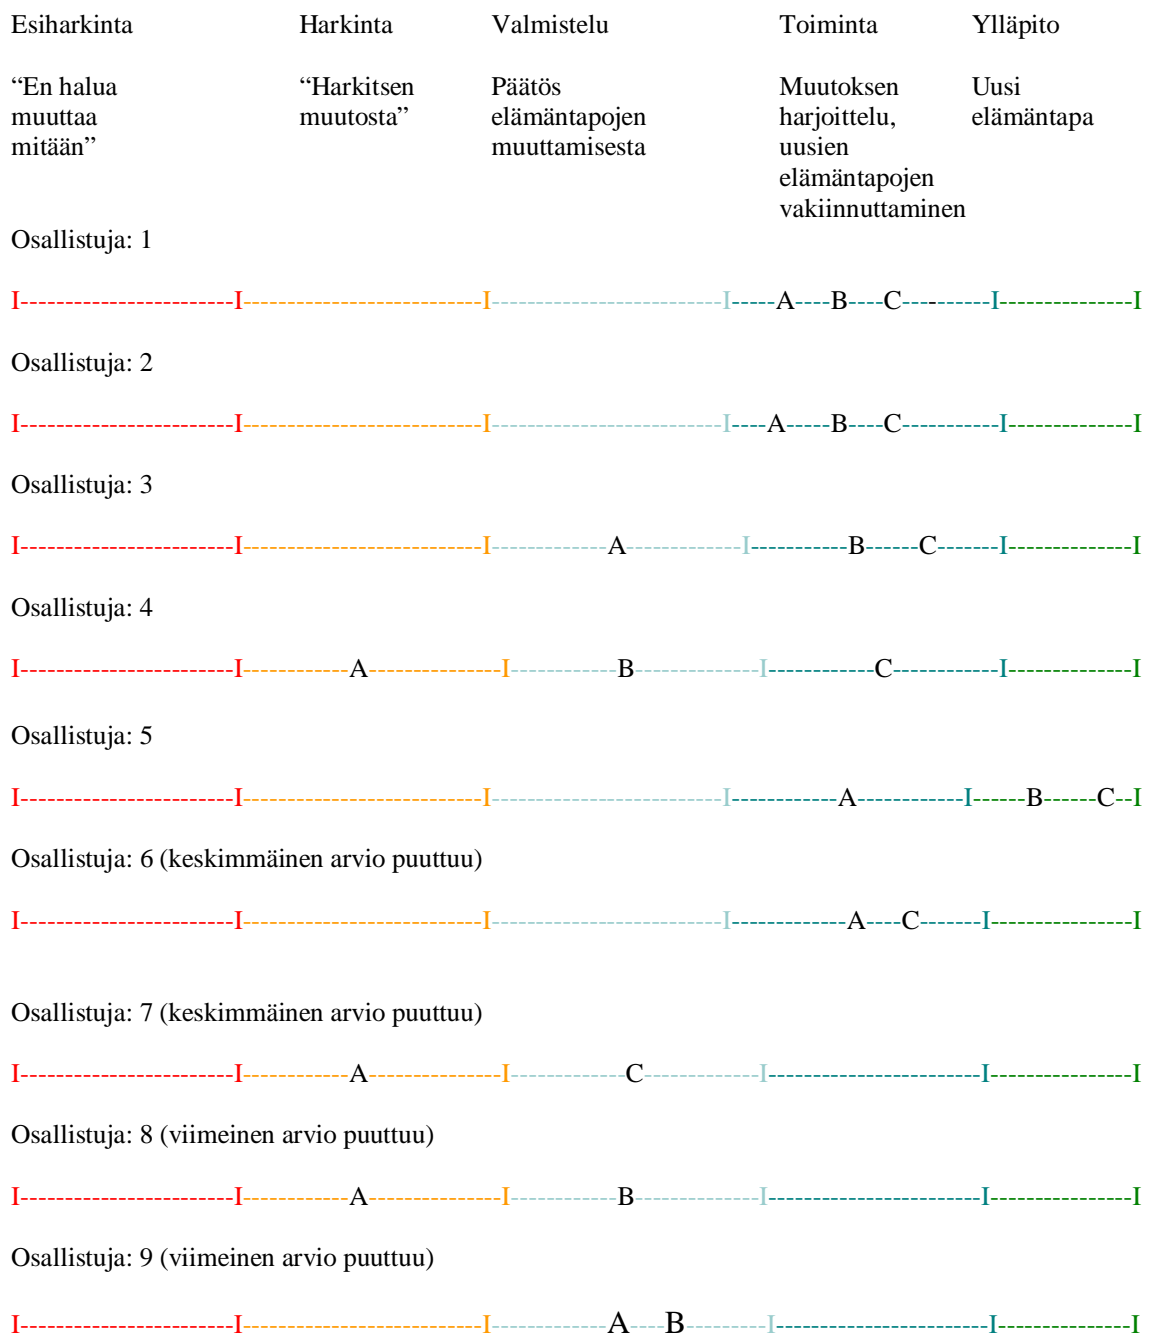 Esiharkinta Harkinta Valmistelu Toiminta Ylläpito
“En halua “Harkitsen Päätös Muutoksen Uusi
muuttaa muutosta” elämäntapojen harjoittelu, elämäntapa
mitään” muuttamisesta uusien
elämäntapojen
vakiinnuttaminen
Osallistuja: 1
I------------------------I---------------------------I--------------------------I-----A----B----C----------I---------------I
Osallistuja: 2
I------------------------I---------------------------I--------------------------I----A-----B----C-----------I--------------I
Osallistuja: 3
I------------------------I---------------------------I-------------A-------------I-----------B------C-------I--------------I
Osallistuja: 4
I------------------------I------------A---------------I------------B--------------I------------C------------I--------------I
Osallistuja: 5
I------------------------I---------------------------I--------------------------I------------A------------I------B------C--I
Osallistuja: 6 (keskimmäinen arvio puuttuu)
I------------------------I---------------------------I--------------------------I-------------A----C-------I----------------I
Osallistuja: 7 (keskimmäinen arvio puuttuu)
I------------------------I------------A---------------I-------------C-------------I------------------------I----------------I
Osallistuja: 8 (viimeinen arvio puuttuu)
I------------------------I------------A---------------I------------B--------------I------------------------I----------------I
Osallistuja: 9 (viimeinen arvio puuttuu)
I------------------------I---------------------------I-------------A----B---------I------------------------I---------------I